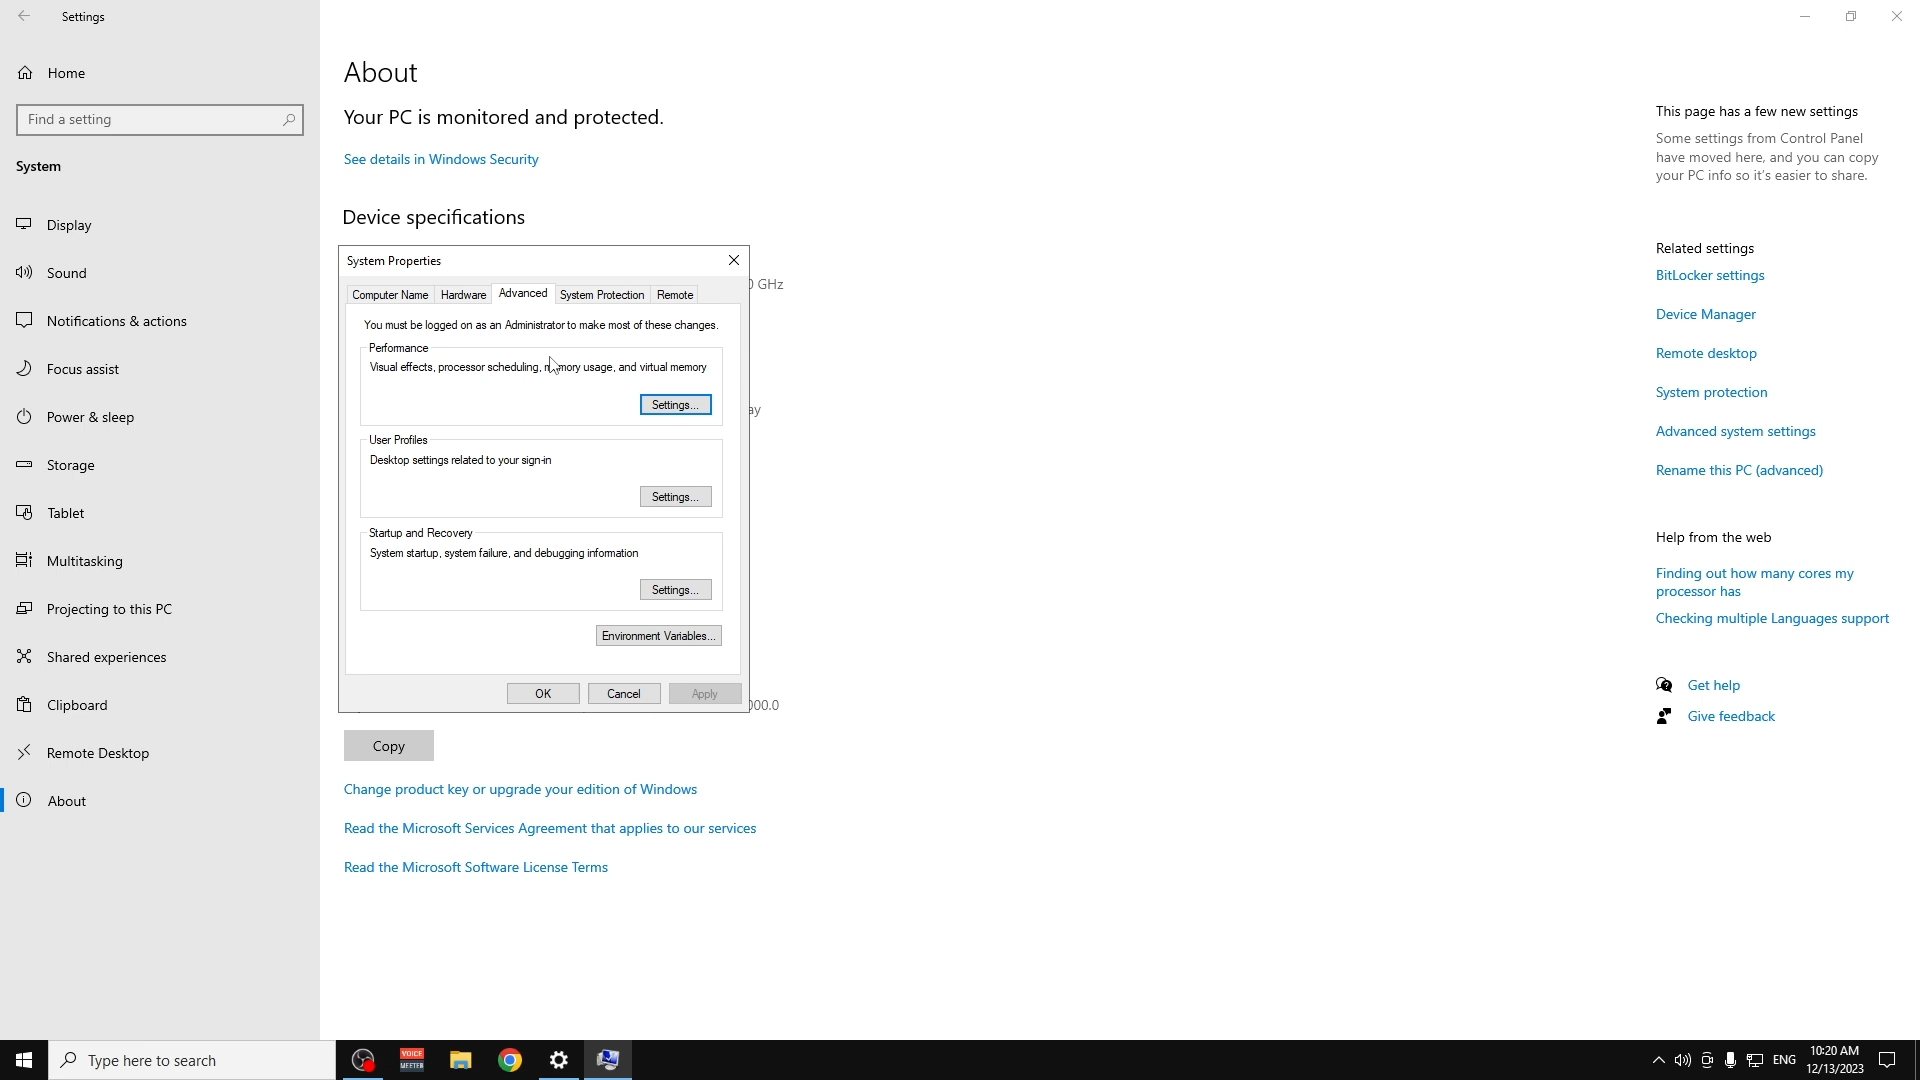 Settings
Home
Find a setting
System
Display
Sound
Notifications & actions
Focus assist
Power & sleep
Storage
Tablet
Multitasking
Projecting to this PC
Shared experiences
Clipboard
Remote Desktop
About
About
Your PC is monitored and protected.
See details in Windows Security
Device specifications
GHz
System Properties
Computer Name Hardware Advanced System Protection Remote
You must be logged on as an Administrator to make most of these changes.
Performance
Visual effects, processor scheduling, memory usage, and virtual memory
Settings...
User Profiles
Desktop settings related to your sign-in
Settings...
Startup and Recovery
System startup, system failure, and debugging information
Settings...
Environment Variables...
OK Cancel Apply
ay
000.0
Copy
Change product key or upgrade your edition of Windows
Read the Microsoft Services Agreement that applies to our services
Read the Microsoft Software License Terms
This page has a few new settings
Some settings from Control Panel
have moved here, and you can copy
your PC info so it's easier to share.
Related settings
BitLocker settings
Device Manager
Remote desktop
System protection
Advanced system settings
Rename this PC (advanced)
Help from the web
Finding out how many cores my
processor has
Checking multiple Languages support
Get help
Give feedback
Type here to search
VOICE
MEETER
ENG
10:20 AM
12/13/2023